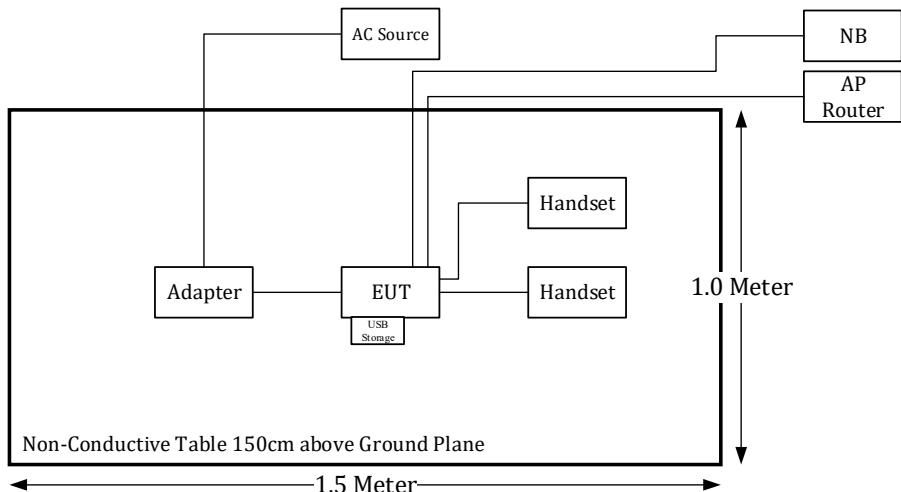 AC Source
NB
AP
Router
Handset
Adapter
EUT
Handset
USB
Storage
1.0 Meter
Non-Conductive Table 150cm above Ground Plane
1.5 Meter